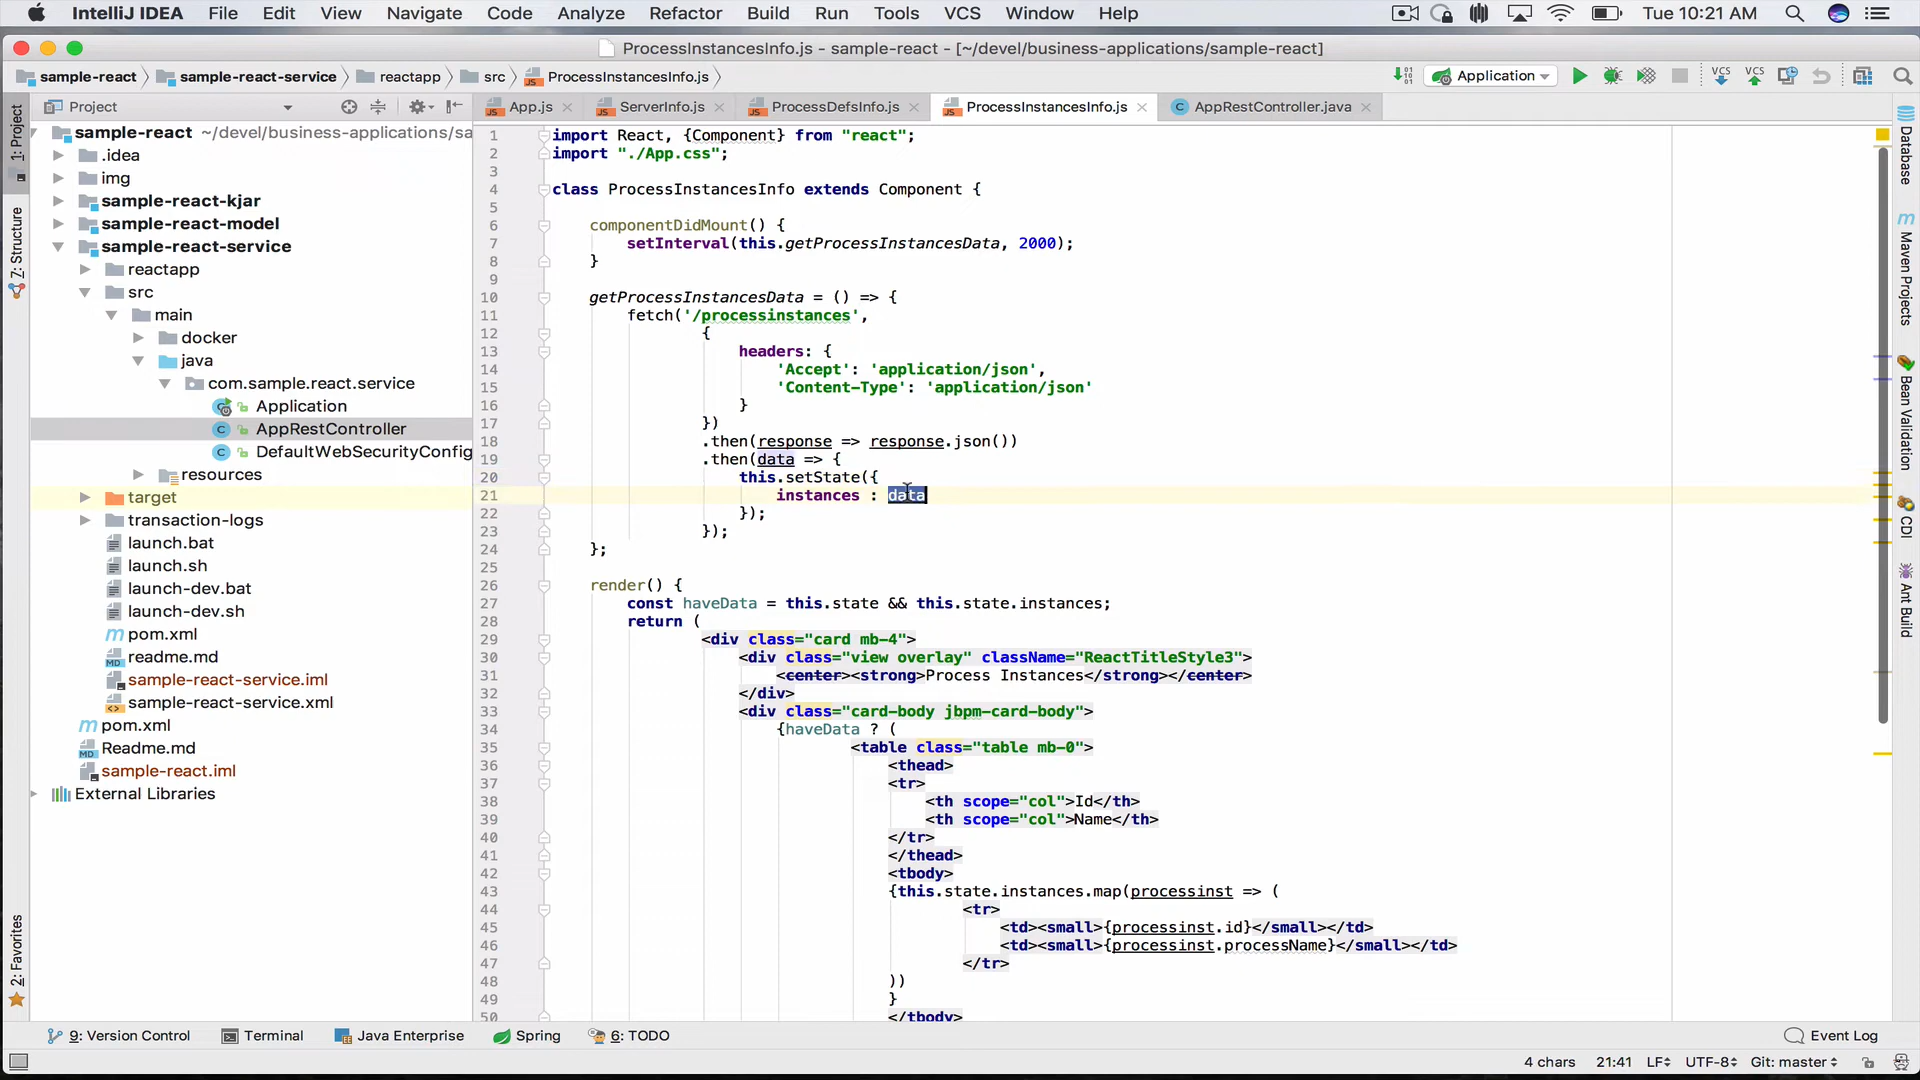 IntelliJ IDEA File Edit View Navigate Code Analyze Refactor Build Run Tools VCS Window Help Tue 10:21 AM
ProcessInstancesInfo.js - sample-react - [~/devel/business-applications/sample-react]
sample-react sample-react-service reactapp src ProcessInstancesInfo.js Application VCS VCS
Project App.js ServerInfo.js ProcessDefsInfo.js ProcessInstancesInfo.js AppRestController.java
1: Project
7: Structure
2: Favorites
sample-react ~/devel/business-applications/sa
.idea
img
sample-react-kjar
sample-react-model
sample-react-service
reactapp
src
main
docker
java
com.sample.react.service
Application
AppRestController
DefaultWebSecurityConfig
resources
target
transaction-logs
launch.bat
launch.sh
launch-dev.bat
launch-dev.sh
pom.xml
readme.md
sample-react-service.iml
sample-react-service.xml
pom.xml
Readme.md
sample-react.iml
External Libraries
1 import React, {Component} from "react";
2 import "./App.css";
3
4 class ProcessInstancesInfo extends Component {
5
6 componentDidMount() {
7 setInterval(this.getProcessInstancesData, 2000);
8 }
9
10 getProcessInstancesData = () => {
11 fetch('/processinstances',
12 {
13 headers: {
14 'Accept': 'application/json',
15 'Content-Type': 'application/json'
16 }
17 })
18 .then(response => response.json())
19 .then(data => {
20 this.setState({
21 instances : data
22 });
23 });
24 };
25
26 render() {
27 const haveData = this.state && this.state.instances;
28 return (
29 <div class="card mb-4">
30 <div class="view overlay" className="ReactTitleStyle3">
31 <center><strong>Process Instances</strong></center>
32 </div>
33 <div class="card-body jbpm-card-body">
34 {haveData ? (
35 <table class="table mb-0">
36 <thead>
37 <tr>
38 <th scope="col">Id</th>
39 <th scope="col">Name</th>
40 </tr>
41 </thead>
42 <tbody>
43 {this.state.instances.map(processinst => (
44 <tr>
45 <td><small>{processinst.id}</small></td>
46 <td><small>{processinst.processName}</small></td>
47 </tr>
48 ))
49 }
50 </tbody>
Database
Maven Projects
Bean Validation
CDI
Ant Build
9: Version Control Terminal Java Enterprise Spring 6: TODO Event Log
4 chars 21:41 LF UTF-8 Git: master